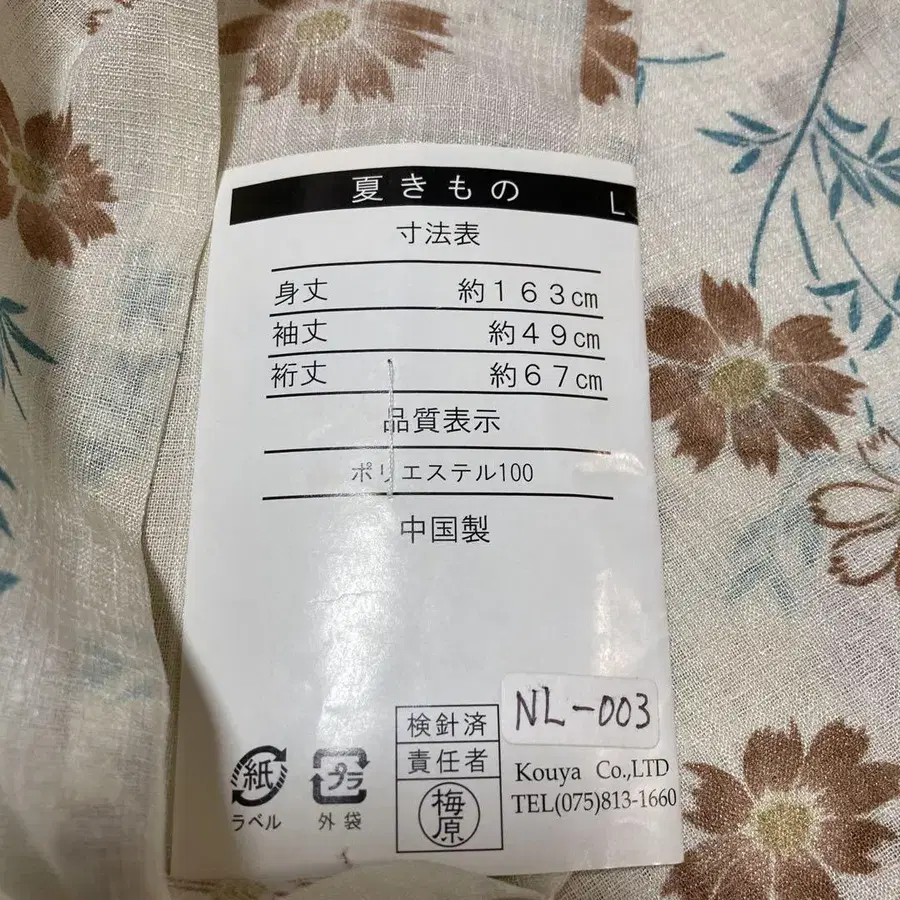 夏きもの L
寸法表
身丈 約163cm
袖丈 約49cm
裄丈 約67cm
品質表示
ポリエステル100
中国製
NL-003
検針済
責任者
梅原
Kouya Co.,LTD
TEL(075)813-1660
紙
ラベル
プラ
外袋